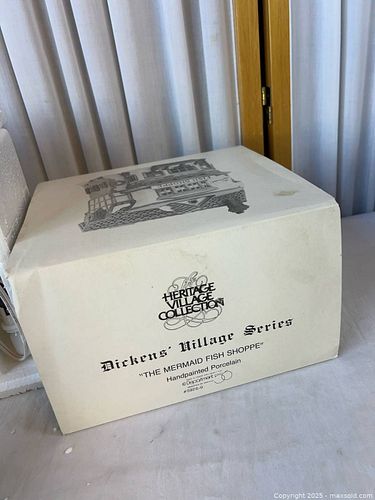 The
HERITAGE
VILLAGE
COLLECTION
Dickens' Village Series
"THE MERMAID FISH SHOPPE"
Handpainted Porcelain
Copyright 2025 - maxsold.com